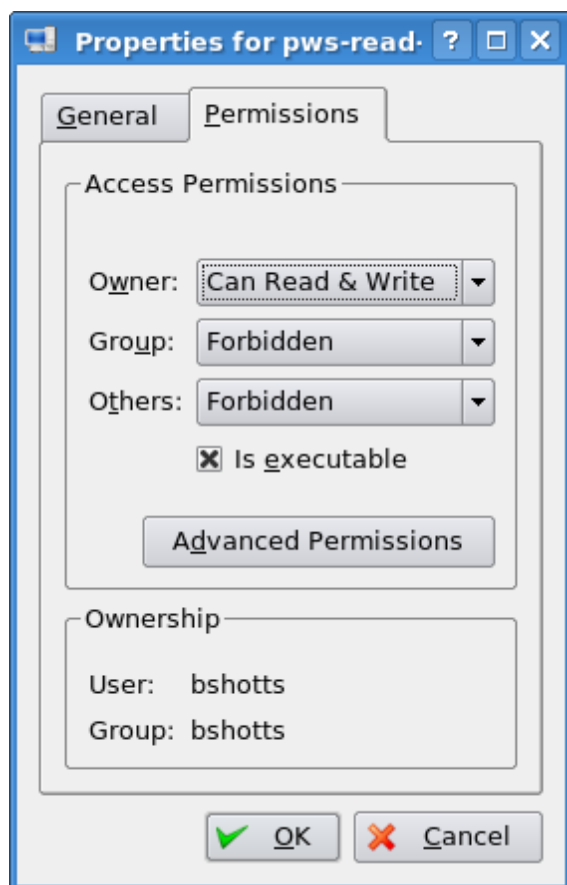 Properties for pws-read-
General Permissions
Access Permissions
Owner: Can Read & Write
Group: Forbidden
Others: Forbidden
Is executable
Advanced Permissions
Ownership
User: bshotts
Group: bshotts
OK Cancel